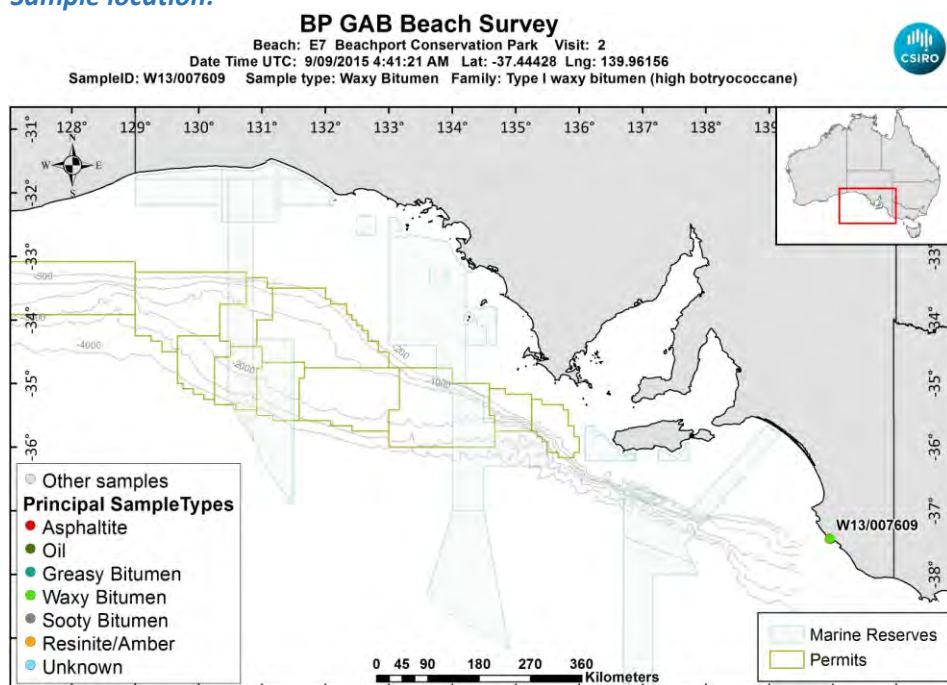 Sample location:
BP GAB Beach Survey
Beach: E7 Beachport Conservation Park Visit: 2
Date Time UTC: 9/09/2015 4:41:21 AM Lat: -37.44428 Lng: 139.96156
SampleID: W13/007609 Sample type: Waxy Bitumen Family: Type I waxy bitumen (high botryococcane)
CSIRO
128° 129° 130° 131° 132° 133° 134° 135° 136° 137° 138° 139
-31°
-32°
-33°
-34°
-35°
-36°
-37°
-38°
N
W E
S
-31°
-32°
-33°
-34°
-35°
-36°
-37°
-38°
-4000
-2000
-200
-1000
W13/007609
Other samples
Principal SampleTypes
Asphaltite
Oil
Greasy Bitumen
Waxy Bitumen
Sooty Bitumen
Resinite/Amber
Unknown
0 45 90 180 270 360
Kilometers
Marine Reserves
Permits